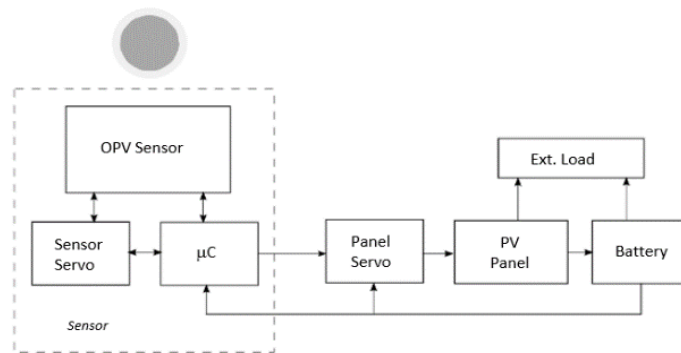 OPV Sensor
Ext. Load
Sensor
Servo
µC
Panel
Servo
PV
Panel
Battery
Sensor